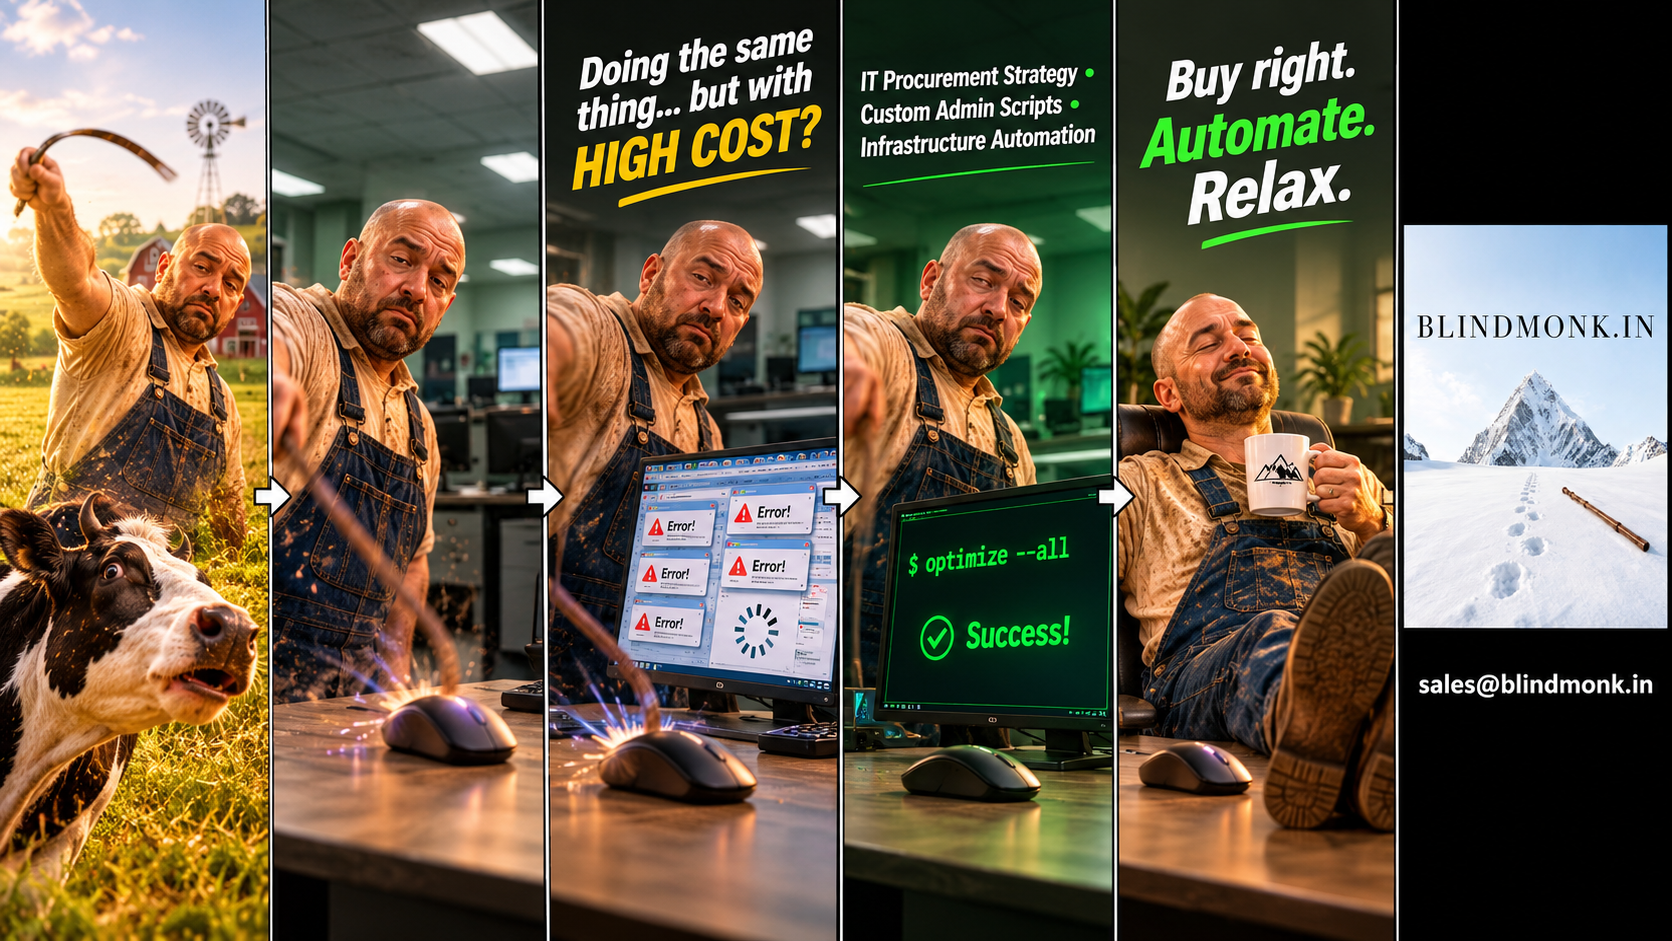 Doing the same
thing... but with
HIGH COST?
Error!
Error!
Error!
Error!
Error!
IT Procurement Strategy •
Custom Admin Scripts •
Infrastructure Automation
$ optimize --all
Success!
Buy right.
Automate.
Relax.
BLINDMONK.IN
sales@blindmonk.in